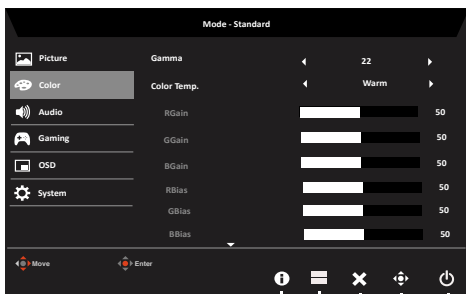 Mode - Standard
Picture
Gamma
22
Color
Color Temp.
Warm
Audio
RGain
50
Gaming
GGain
50
OSD
BGain
50
System
RBias
50
GBias
50
BBias
50
Move
Enter